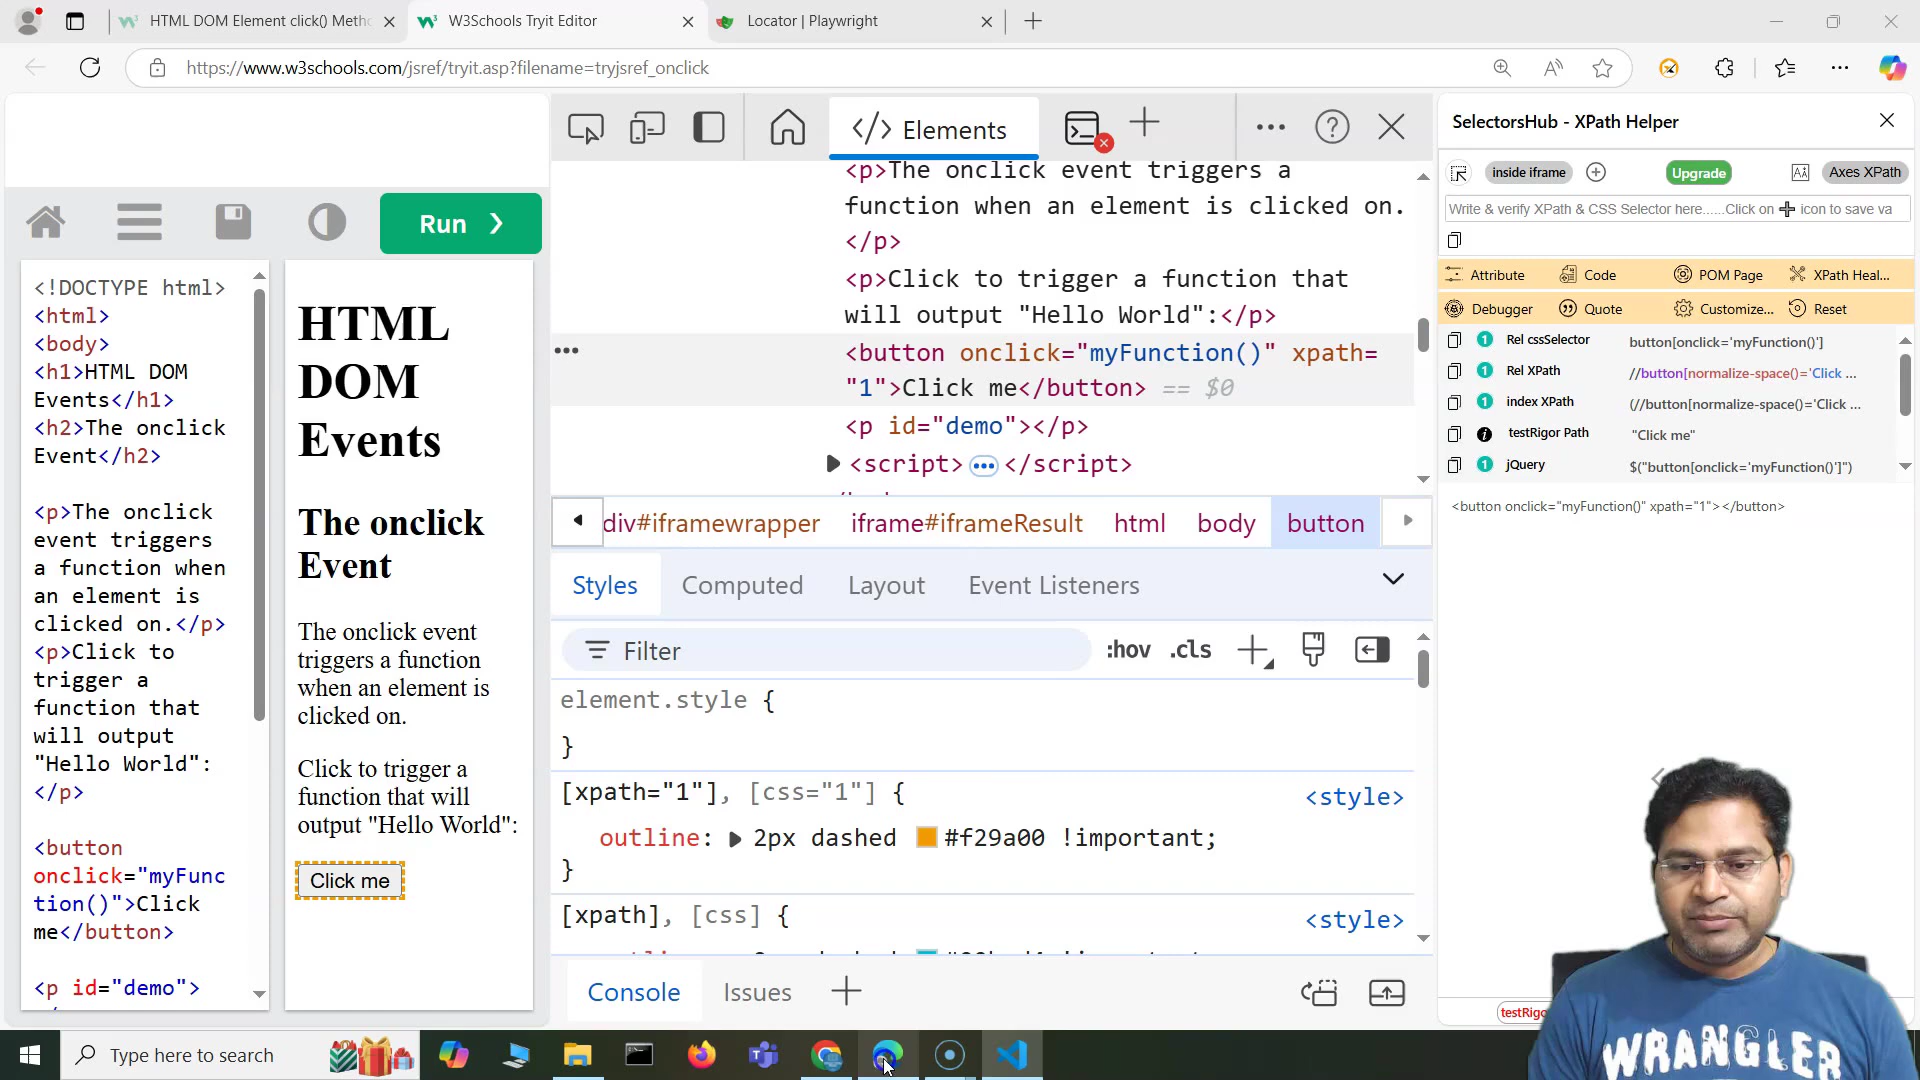 HTML DOM Element click() Metho
W3Schools Tryit Editor
Locator | Playwright
https://www.w3schools.com/jsref/tryit.asp?filename=tryjsref_onclick
Run ❯
<!DOCTYPE html>
<html>
<body>
<h1>HTML DOM
Events</h1>
<h2>The onclick
Event</h2>
<p>The onclick
event triggers
a function when
an element is
clicked on.</p>
<p>Click to
trigger a
function that
will output
"Hello World":
</p>
<button
onclick="myFunc
tion()">Click
me</button>
<p id="demo">
HTML
DOM
Events
The onclick
Event
The onclick event
triggers a function
when an element is
clicked on.
Click to trigger a
function that will
output "Hello World":
Click me
</> Elements
<p>The onclick event triggers a
function when an element is clicked on.
</p>
<p>Click to trigger a function that
will output "Hello World":</p>
<button onclick="myFunction()" xpath=
"1">Click me</button> == $0
<p id="demo"></p>
<script> ••• </script>
div#iframewrapper iframe#iframeResult html body button
Styles Computed Layout Event Listeners
Filter :hov .cls
element.style {
}
[xpath="1"], [css="1"] { <style>
outline: 2px dashed #f29a00 !important;
}
[xpath], [css] { <style>
Console Issues
SelectorsHub - XPath Helper
inside iframe Upgrade Axes XPath
Write & verify XPath & CSS Selector here......Click on ➕ icon to save va
Attribute Code POM Page XPath Heal...
Debugger Quote Customize... Reset
1 Rel cssSelector button[onclick='myFunction()']
1 Rel XPath //button[normalize-space()='Click ...
1 index XPath (//button[normalize-space()='Click ...
testRigor Path "Click me"
1 jQuery $("button[onclick='myFunction()']")
<button onclick="myFunction()" xpath="1"></button>
testRigo
WRANGLER
Type here to search